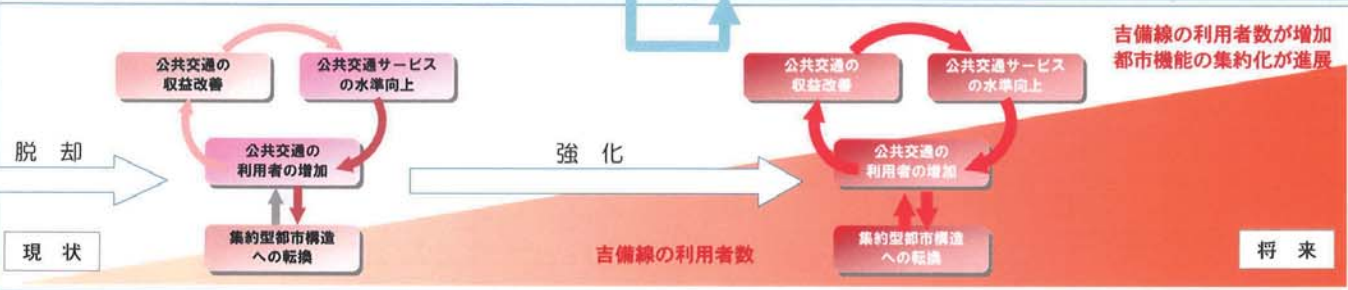 吉備線の利用者数が増加
都市機能の集約化が進展
公共交通の
収益改善
公共交通サービス
の水準向上
公共交通の
収益改善
公共交通サービス
の水準向上
脱 却
公共交通の
利用者の増加
強 化
公共交通の
利用者の増加
現 状
集約型都市構造
への転換
吉備線の利用者数
集約型都市構造
への転換
将 来